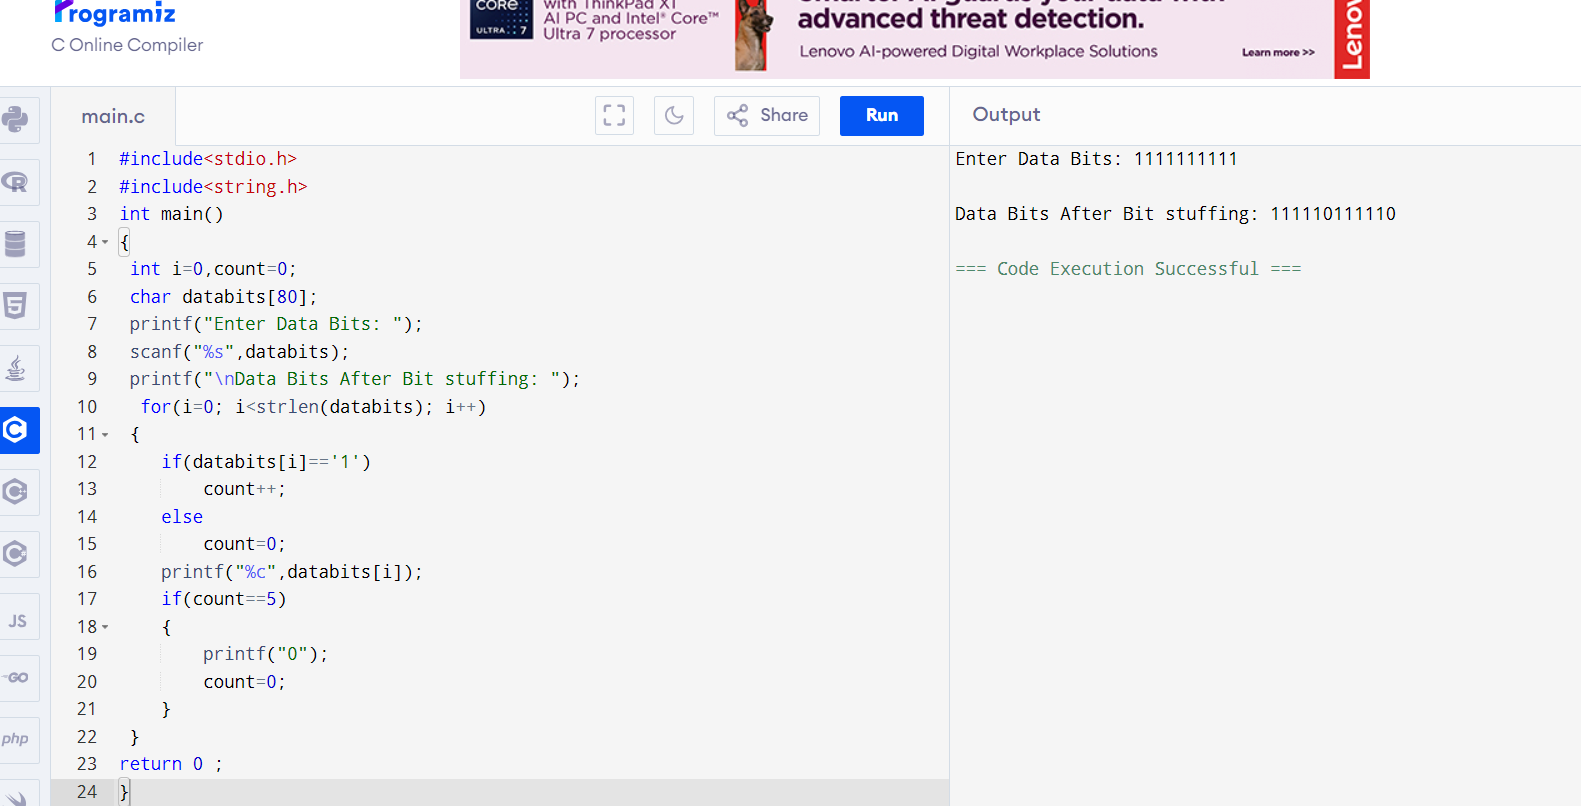 Programiz
C Online Compiler
CORE
ULTRA 7
with ThinkPad X1
AI PC and Intel® Core™
Ultra 7 processor
advanced threat detection.
Lenovo AI-powered Digital Workplace Solutions
Learn more >>
main.c
Share
Run
Output
1 #include<stdio.h>
2 #include<string.h>
3 int main()
4 {
5 int i=0,count=0;
6 char databits[80];
7 printf("Enter Data Bits: ");
8 scanf("%s",databits);
9 printf("\nData Bits After Bit stuffing: ");
10 for(i=0; i<strlen(databits); i++)
11 {
12 if(databits[i]=='1')
13 count++;
14 else
15 count=0;
16 printf("%c",databits[i]);
17 if(count==5)
18 {
19 printf("0");
20 count=0;
21 }
22 }
23 return 0 ;
24 }
Enter Data Bits: 1111111111
Data Bits After Bit stuffing: 111110111110
=== Code Execution Successful ===
JS
GO
php